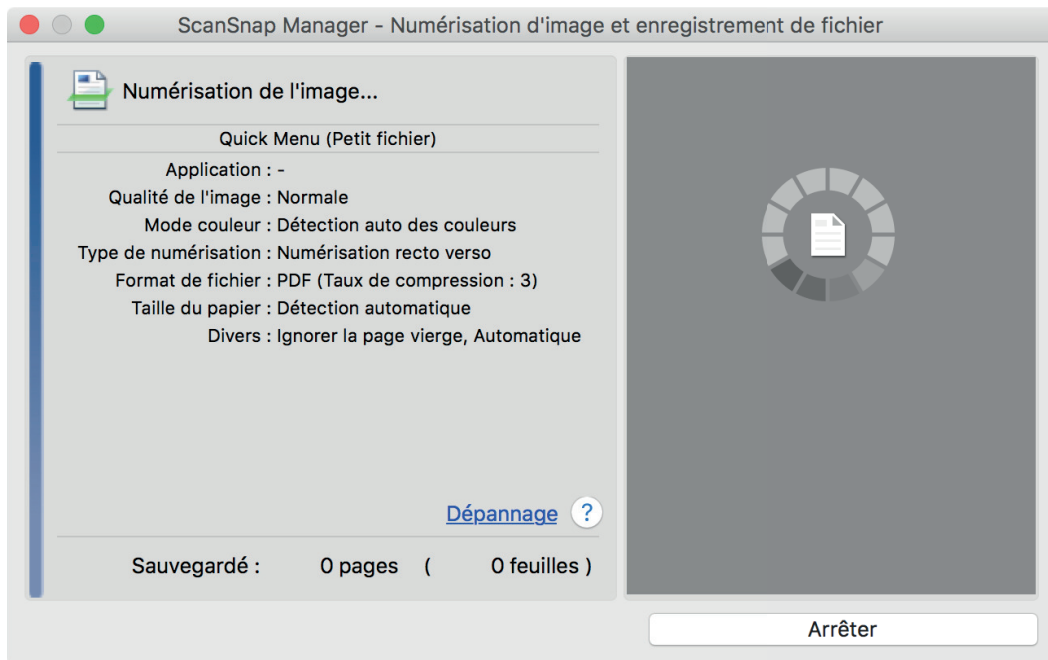 ScanSnap Manager - Numérisation d'image et enregistrement de fichier
Numérisation de l'image...
Quick Menu (Petit fichier)
Application : -
Qualité de l'image : Normale
Mode couleur : Détection auto des couleurs
Type de numérisation : Numérisation recto verso
Format de fichier : PDF (Taux de compression : 3)
Taille du papier : Détection automatique
Divers : Ignorer la page vierge, Automatique
Dépannage ?
Sauvegardé : 0 pages ( 0 feuilles )
Arrêter